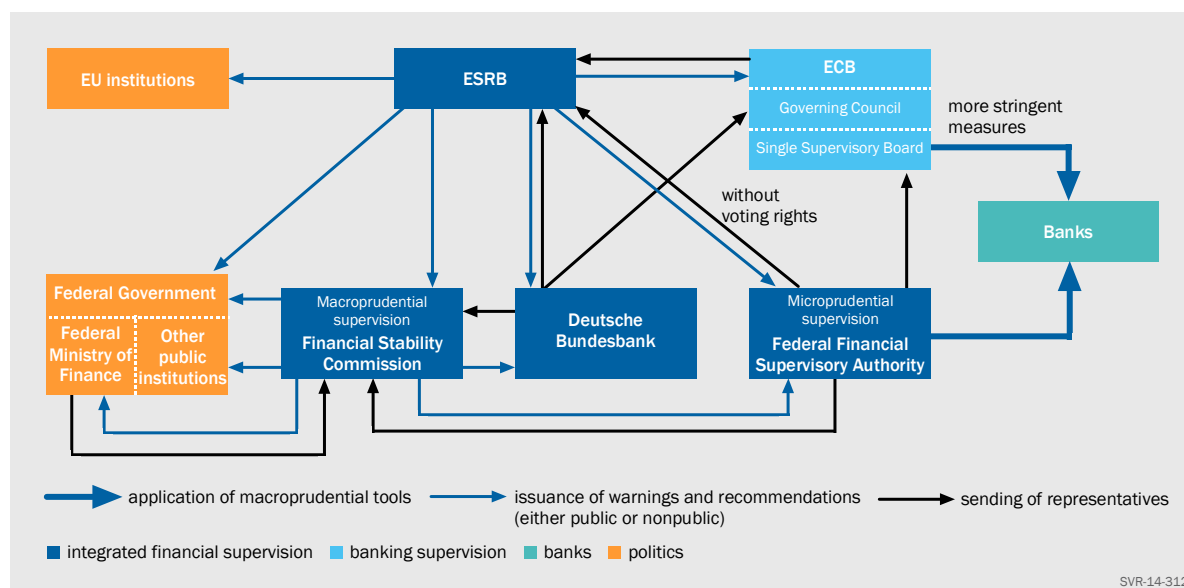 EU institutions
ESRB
ECB
Governing Council
Single Supervisory Board
more stringent
measures
without
voting rights
Banks
Federal Government
Federal
Ministry of
Finance
Other
public
institutions
Macroprudential
supervision
Financial Stability
Commission
Deutsche
Bundesbank
Microprudential
supervision
Federal Financial
Supervisory Authority
application of macroprudential tools
issuance of warnings and recommendations
(either public or nonpublic)
sending of representatives
integrated financial supervision
banking supervision
banks
politics
SVR-14-312